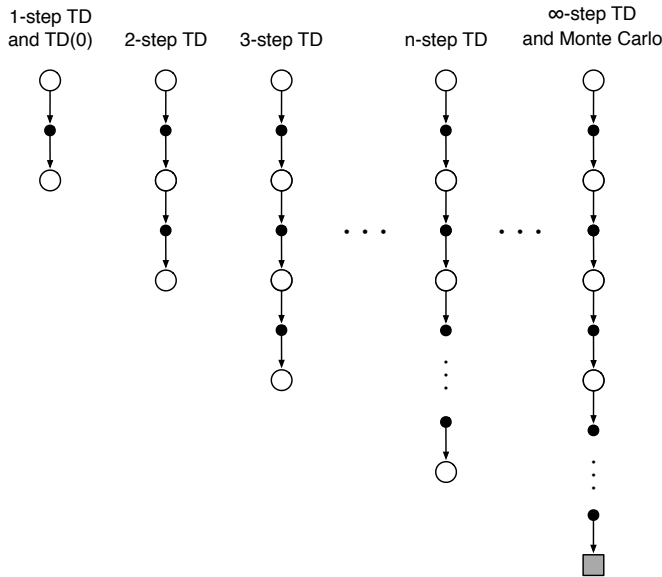 1-step TD
and TD(0)
2-step TD
3-step TD
n-step TD
∞-step TD
and Monte Carlo